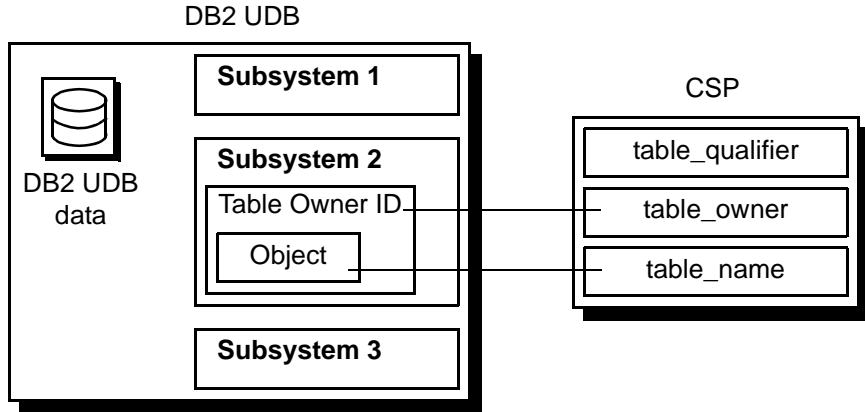 DB2 UDB
Subsystem 1
DB2 UDB
data
Subsystem 2
Table Owner ID
Object
Subsystem 3
CSP
table_qualifier
table_owner
table_name